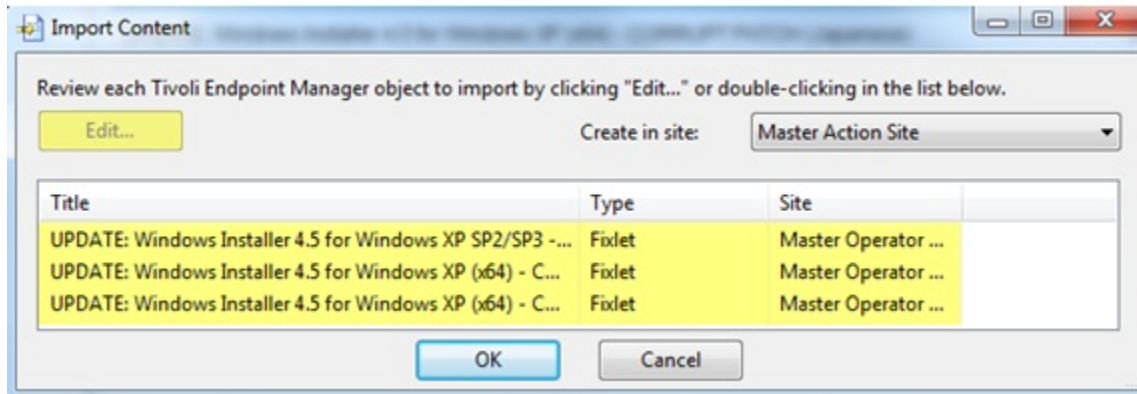 Import Content
Review each Tivoli Endpoint Manager object to import by clicking "Edit..." or double-clicking in the list below.
Edit... Create in site: Master Action Site
Title Type Site
UPDATE: Windows Installer 4.5 for Windows XP SP2/SP3 -... Fixlet Master Operator ...
UPDATE: Windows Installer 4.5 for Windows XP (x64) - C... Fixlet Master Operator ...
UPDATE: Windows Installer 4.5 for Windows XP (x64) - C... Fixlet Master Operator ...
OK Cancel